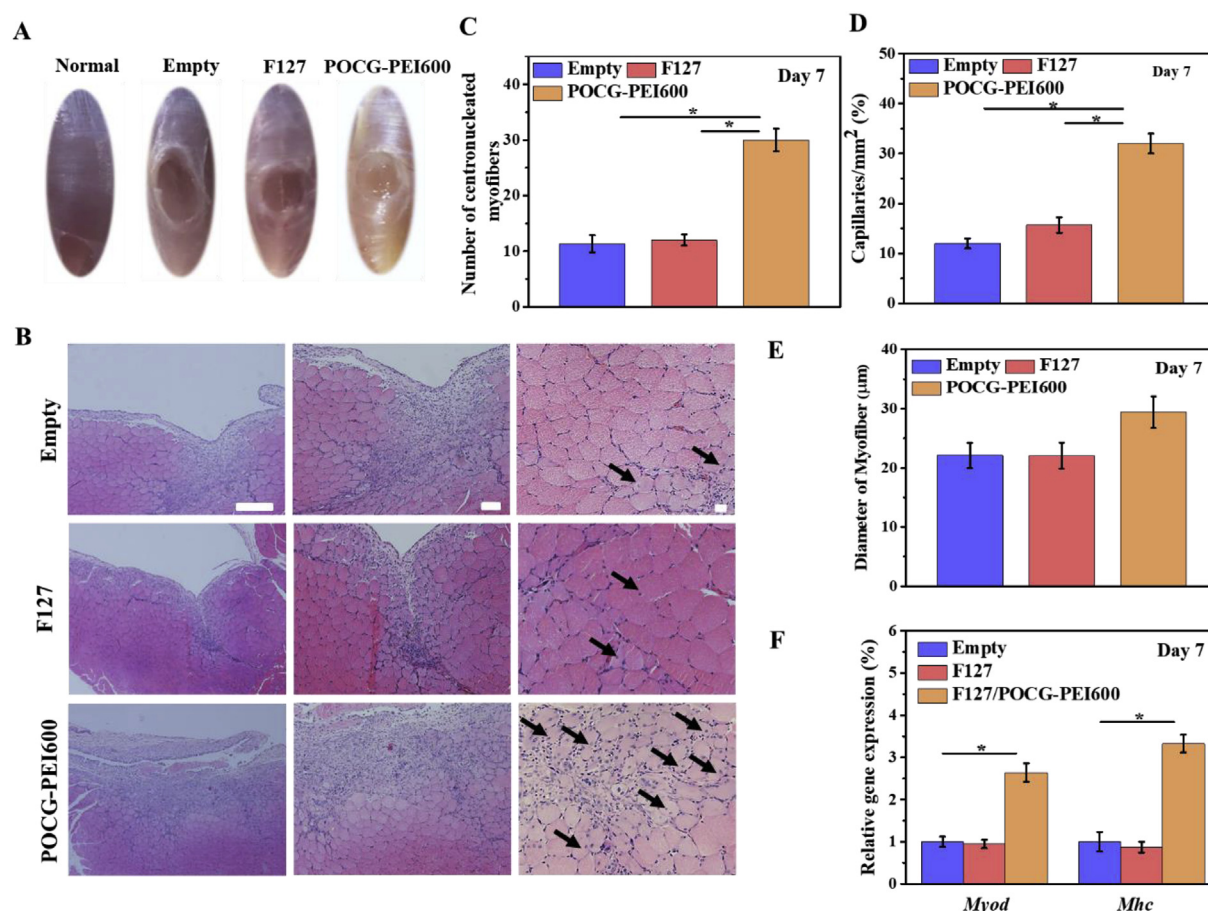 A
Normal Empty F127 POCG-PEI600
B
Empty
F127
POCG-PEI600
C
Number of centronucleated
myofibers
40
30
20
10
0
Empty F127 Day 7
POCG-PEI600
*
*
D
Capillaries/mm² (%)
50
40
30
20
10
0
Empty F127 Day 7
POCG-PEI600
*
*
E
Diameter of Myofiber (μm)
40
30
20
10
0
Empty F127 Day 7
POCG-PEI600
F
Relative gene expression (%)
6
5
4
3
2
1
0
Empty Day 7
F127
F127/POCG-PEI600
*
*
Myod Mhc